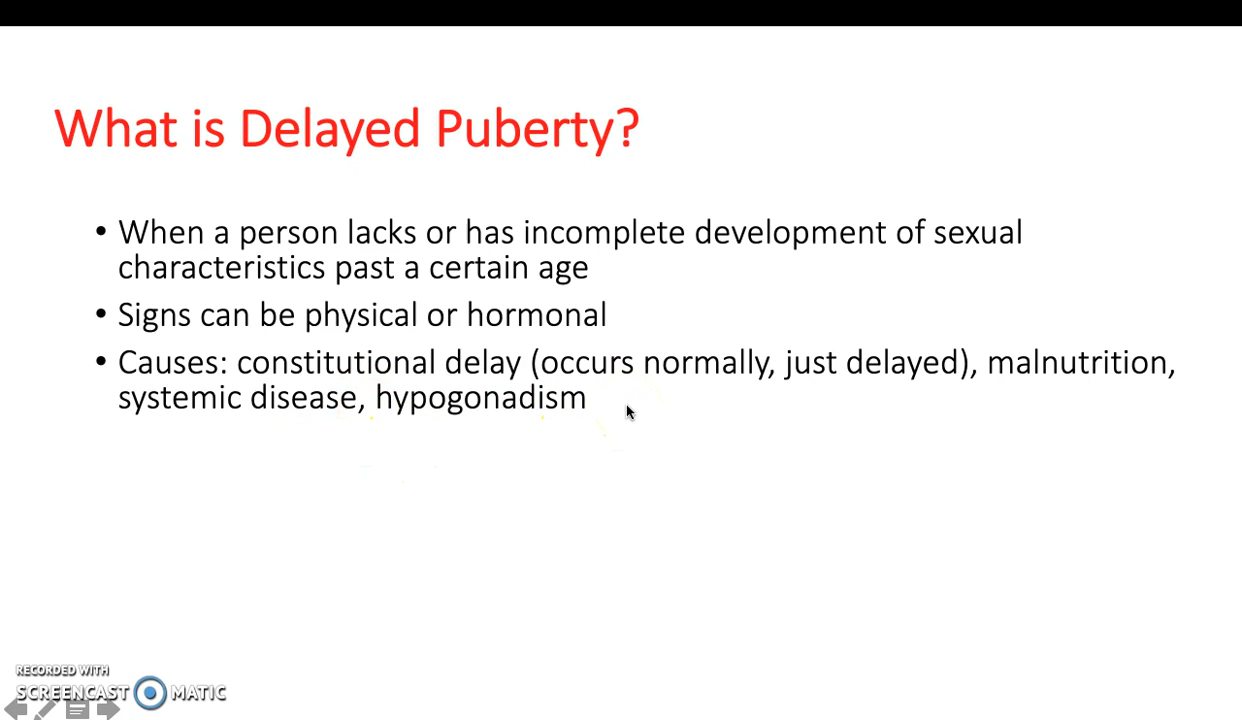 What is Delayed Puberty?
• When a person lacks or has incomplete development of sexual
characteristics past a certain age
• Signs can be physical or hormonal
• Causes: constitutional delay (occurs normally, just delayed), malnutrition,
systemic disease, hypogonadism
RECORDED WITH
SCREENCAST MATIC